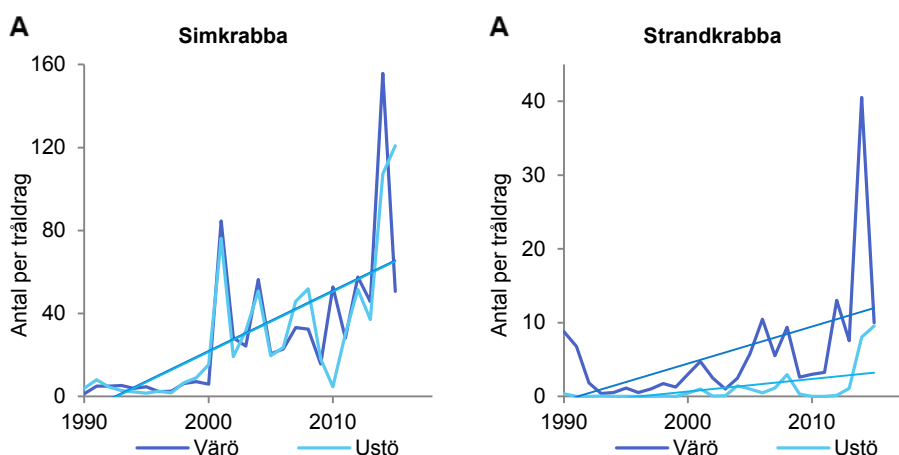 A
Simkrabba
Antal per tråldrag
160
120
80
40
0
1990
2000
2010
Värö
Ustö
A
Strandkrabba
Antal per tråldrag
40
30
20
10
0
1990
2000
2010
Värö
Ustö